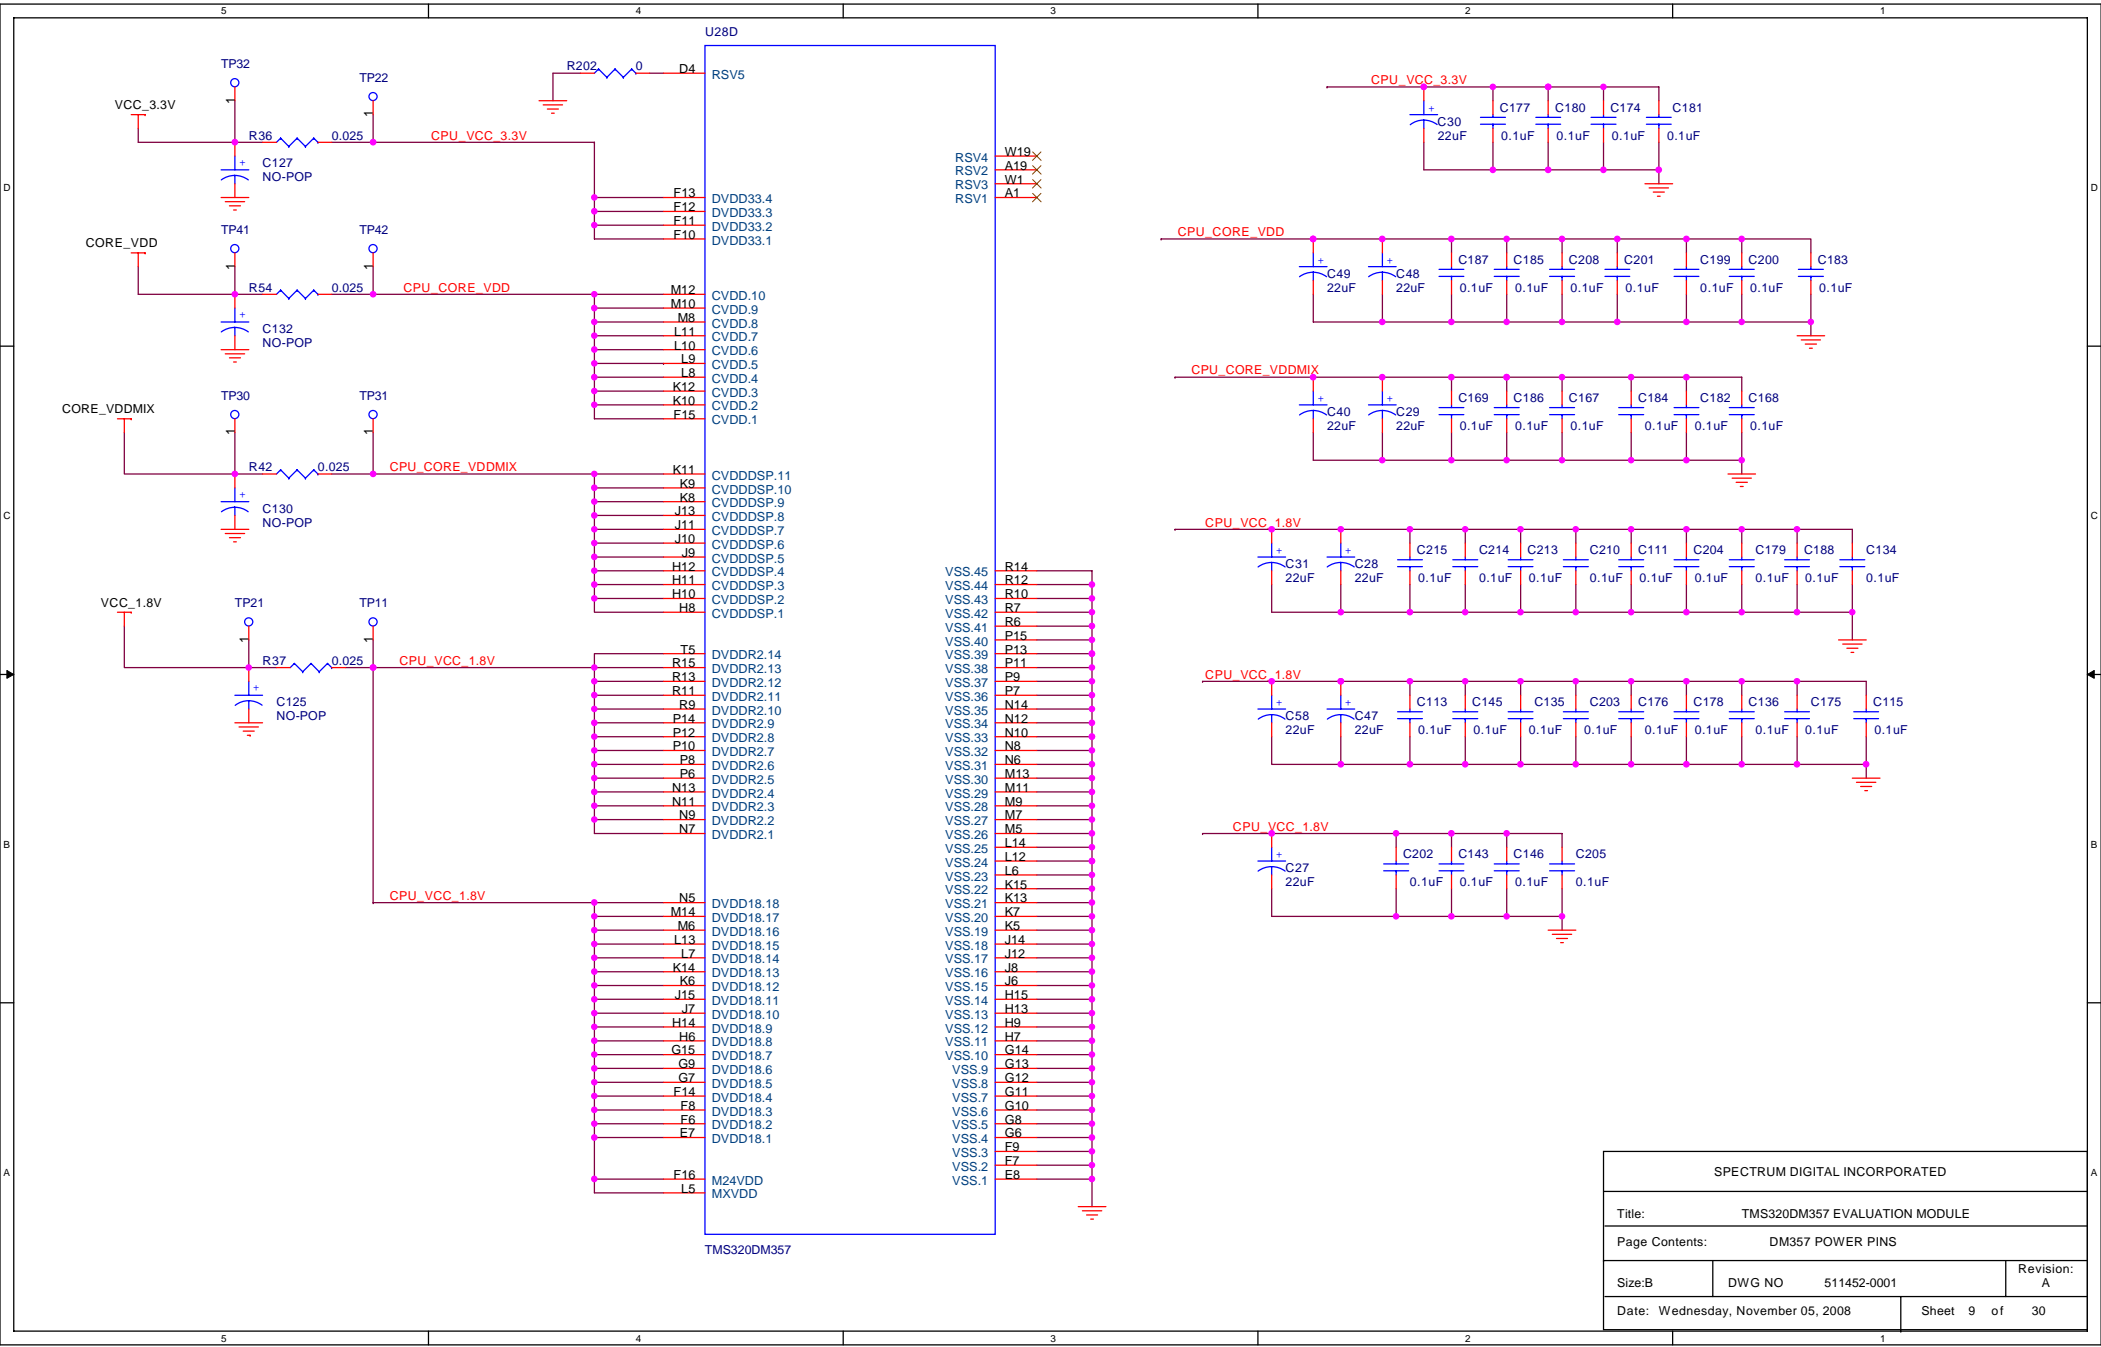 5 4 3 2 1
U28D
TP32
TP22
VCC_3.3V
1
1
R36 0.025
CPU_VCC_3.3V
+
C127
NO-POP
R202 0
D4 RSV5
RSV4 W19
RSV2 A19
RSV3 W1
RSV1 A1
F13 DVDD33.4
F12 DVDD33.3
F11 DVDD33.2
F10 DVDD33.1
TP41
TP42
CORE_VDD
1
1
R54 0.025
CPU_CORE_VDD
+
C132
NO-POP
M12 CVDD.10
M10 CVDD.9
M8 CVDD.8
L11 CVDD.7
L10 CVDD.6
L9 CVDD.5
L8 CVDD.4
K12 CVDD.3
K10 CVDD.2
F15 CVDD.1
TP30
TP31
CORE_VDDMIX
1
1
R42 0.025
CPU_CORE_VDDMIX
+
C130
NO-POP
K11 CVDDDSP.11
K9 CVDDDSP.10
K8 CVDDDSP.9
J13 CVDDDSP.8
J11 CVDDDSP.7
J10 CVDDDSP.6
J9 CVDDDSP.5
H12 CVDDDSP.4
H11 CVDDDSP.3
H10 CVDDDSP.2
H8 CVDDDSP.1
TP21
TP11
VCC_1.8V
1
1
R37 0.025
CPU_VCC_1.8V
+
C125
NO-POP
T5 DVDDR2.14
R15 DVDDR2.13
R13 DVDDR2.12
R11 DVDDR2.11
R9 DVDDR2.10
P14 DVDDR2.9
P12 DVDDR2.8
P10 DVDDR2.7
P8 DVDDR2.6
P6 DVDDR2.5
N13 DVDDR2.4
N11 DVDDR2.3
N9 DVDDR2.2
N7 DVDDR2.1
CPU_VCC_1.8V
N5 DVDD18.18
M14 DVDD18.17
M6 DVDD18.16
L13 DVDD18.15
L7 DVDD18.14
K14 DVDD18.13
K6 DVDD18.12
J15 DVDD18.11
J7 DVDD18.10
H14 DVDD18.9
H6 DVDD18.8
G15 DVDD18.7
G9 DVDD18.6
G7 DVDD18.5
F14 DVDD18.4
F8 DVDD18.3
F6 DVDD18.2
E7 DVDD18.1
F16 M24VDD
L5 MXVDD
VSS.45 R14
VSS.44 R12
VSS.43 R10
VSS.42 R7
VSS.41 R6
VSS.40 P15
VSS.39 P13
VSS.38 P11
VSS.37 P9
VSS.36 P7
VSS.35 N14
VSS.34 N12
VSS.33 N10
VSS.32 N8
VSS.31 N6
VSS.30 M13
VSS.29 M11
VSS.28 M9
VSS.27 M7
VSS.26 M5
VSS.25 L14
VSS.24 L12
VSS.23 L6
VSS.22 K15
VSS.21 K13
VSS.20 K7
VSS.19 K5
VSS.18 J14
VSS.17 J12
VSS.16 J8
VSS.15 J6
VSS.14 H15
VSS.13 H13
VSS.12 H9
VSS.11 H7
VSS.10 G14
VSS.9 G13
VSS.8 G12
VSS.7 G11
VSS.6 G10
VSS.5 G8
VSS.4 G6
VSS.3 F9
VSS.2 F7
VSS.1 E8
TMS320DM357
CPU_VCC_3.3V
+ C177 C180 C174 C181
C30
22uF 0.1uF 0.1uF 0.1uF 0.1uF
CPU_CORE_VDD
+ + C187 C185 C208 C201 C199 C200 C183
C49 C48
22uF 22uF 0.1uF 0.1uF 0.1uF 0.1uF 0.1uF 0.1uF 0.1uF
CPU_CORE_VDDMIX
+ + C169 C186 C167 C184 C182 C168
C40 C29
22uF 22uF 0.1uF 0.1uF 0.1uF 0.1uF 0.1uF 0.1uF
CPU_VCC_1.8V
+ + C215 C214 C213 C210 C111 C204 C179 C188 C134
C31 C28
22uF 22uF 0.1uF 0.1uF 0.1uF 0.1uF 0.1uF 0.1uF 0.1uF 0.1uF 0.1uF
CPU_VCC_1.8V
+ + C113 C145 C135 C203 C176 C178 C136 C175 C115
C58 C47
22uF 22uF 0.1uF 0.1uF 0.1uF 0.1uF 0.1uF 0.1uF 0.1uF 0.1uF 0.1uF
CPU_VCC_1.8V
+ C202 C143 C146 C205
C27
22uF 0.1uF 0.1uF 0.1uF 0.1uF
D D
C C
B B
A A
SPECTRUM DIGITAL INCORPORATED
Title: TMS320DM357 EVALUATION MODULE
Page Contents: DM357 POWER PINS
Size:B DWG NO 511452-0001 Revision: A
Date: Wednesday, November 05, 2008 Sheet 9 of 30
5 4 3 2 1